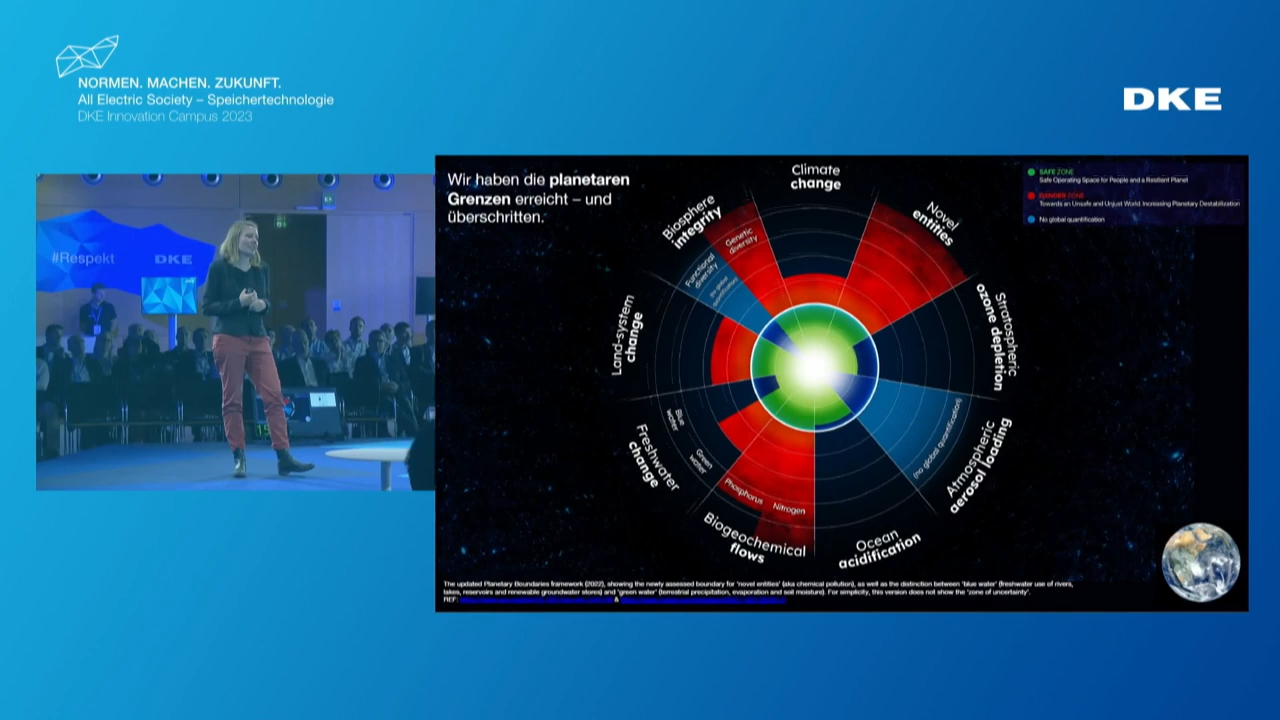 NORMEN. MACHEN. ZUKUNFT.
All Electric Society – Speichertechnologie
DKE Innovation Campus 2023
DKE
#Respekt
DKE
Wir haben die planetaren
Grenzen erreicht – und
überschritten.
Climate
change
Novel
entities
Stratospheric
ozone depletion
Atmospheric
aerosol loading
(no global quantification)
Ocean
acidification
Biogeochemical
flows
Phosphorus
Nitrogen
Freshwater
change
Green
water
Blue
water
Land-system
change
Biosphere
integrity
Functional
diversity
(no global
quantification)
Genetic
diversity
SAFE ZONE
Safe Operating Space for People and a Resilient Planet
DANGER ZONE
Towards an Unsafe and Unjust World: Increasing Planetary Destabilization
No global quantification
The updated Planetary Boundaries framework (2022), showing the newly assessed boundary for 'novel entities' (aka chemical pollution), as well as the distinction between 'blue water' (freshwater use of rivers,
lakes, reservoirs and renewable groundwater stores) and 'green water' (terrestrial precipitation, evaporation and soil moisture). For simplicity, this version does not show the 'zone of uncertainty'.
REF: &